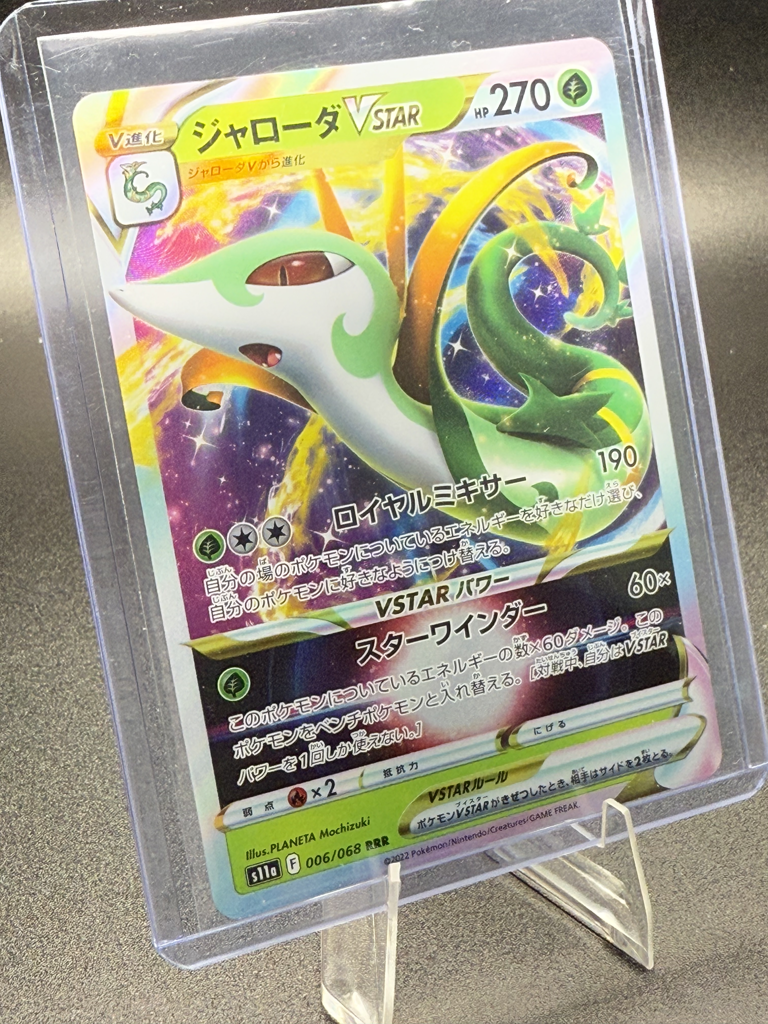 V進化
ジャローダVSTAR
HP 270
ジャローダVから進化
ロイヤルミキサー 190
自分の場のポケモンについているエネルギーを好きなだけ選び、
自分のポケモンに好きなようにつけ替える。
VSTARパワー
スターワインダー 60×
このポケモンについているエネルギーの数×60ダメージ。この
ポケモンをベンチポケモンと入れ替える。[対戦中、自分はVSTAR
パワーを1回しか使えない。]
弱点 ×2 抵抗力 にげる
VSTARルール
ポケモンVSTARがきぜつしたとき、相手はサイドを2枚とる。
Illus.PLANETA Mochizuki
s11a F 006/068 RRR
©2022 Pokémon/Nintendo/Creatures/GAME FREAK.